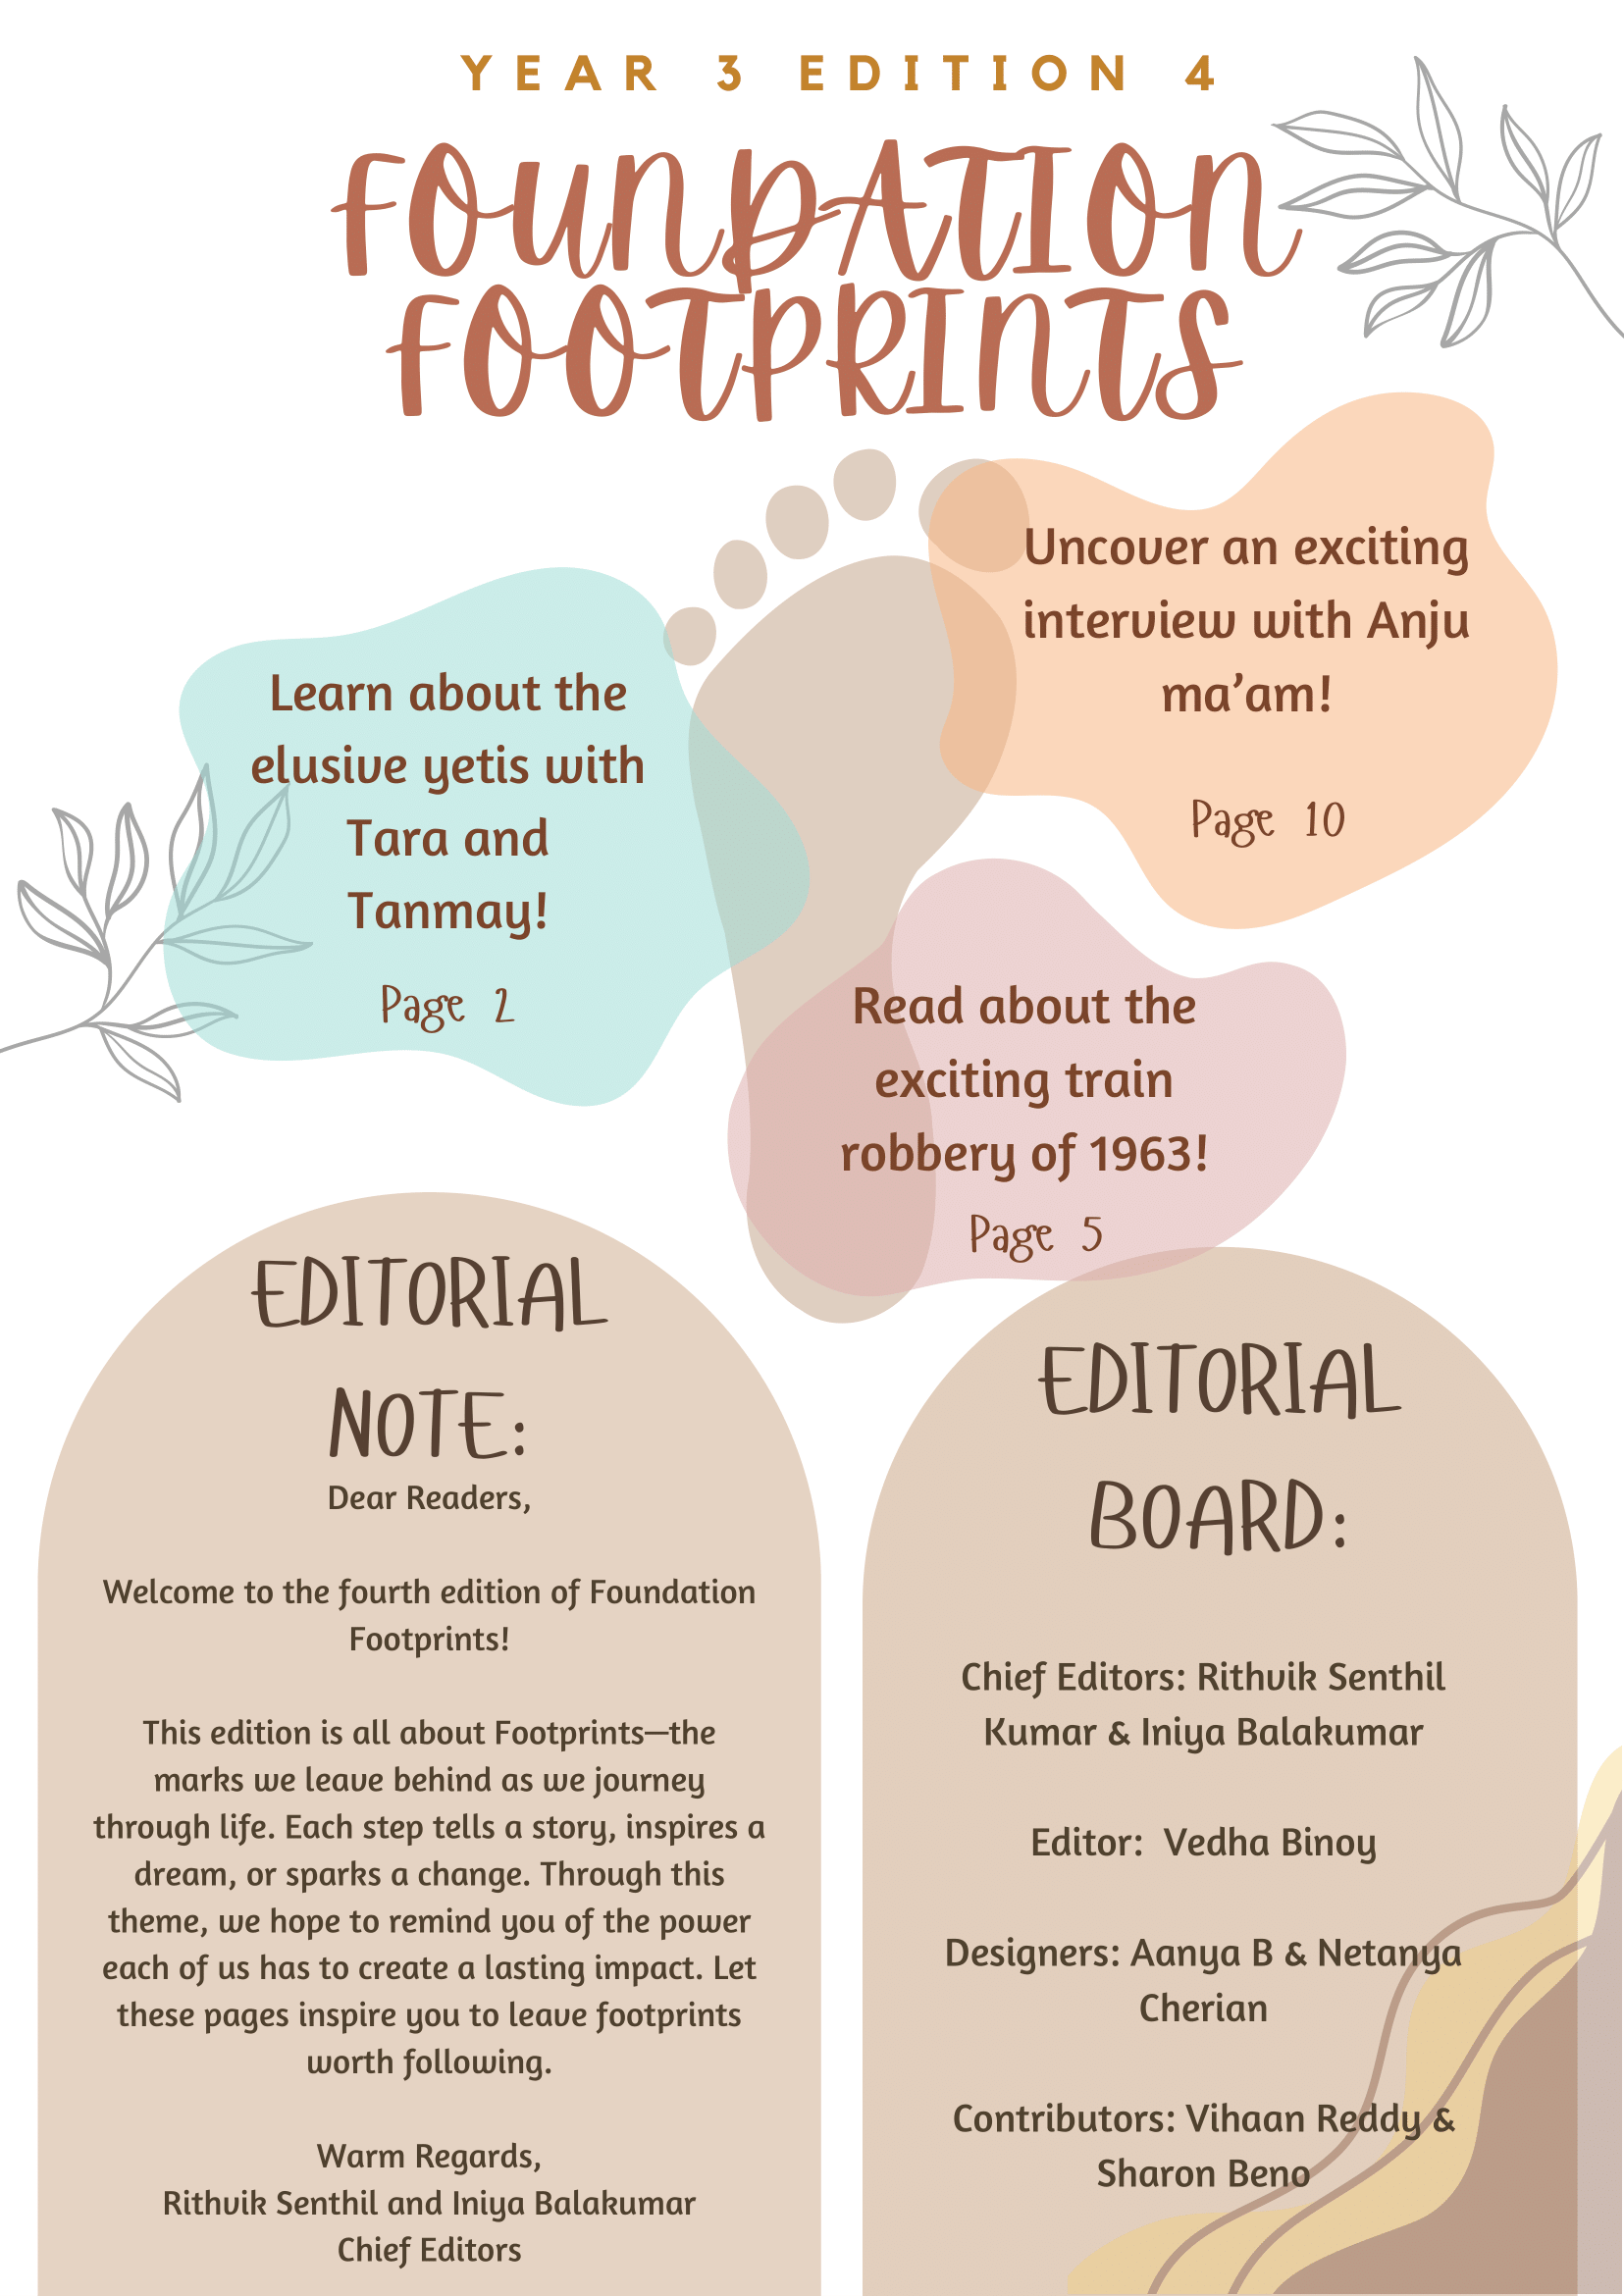 YEAR 3 EDITION 4
FOUNDATION
FOOTPRINTS
Uncover an exciting
interview with Anju
ma’am!
Page 10
Learn about the
elusive yetis with
Tara and
Tanmay!
Page 2
Read about the
exciting train
robbery of 1963!
Page 5
EDITORIAL
NOTE:
Dear Readers,
Welcome to the fourth edition of Foundation
Footprints!
This edition is all about Footprints—the
marks we leave behind as we journey
through life. Each step tells a story, inspires a
dream, or sparks a change. Through this
theme, we hope to remind you of the power
each of us has to create a lasting impact. Let
these pages inspire you to leave footprints
worth following.
Warm Regards,
Rithvik Senthil and Iniya Balakumar
Chief Editors
EDITORIAL
BOARD:
Chief Editors: Rithvik Senthil
Kumar & Iniya Balakumar
Editor: Vedha Binoy
Designers: Aanya B & Netanya
Cherian
Contributors: Vihaan Reddy &
Sharon Beno